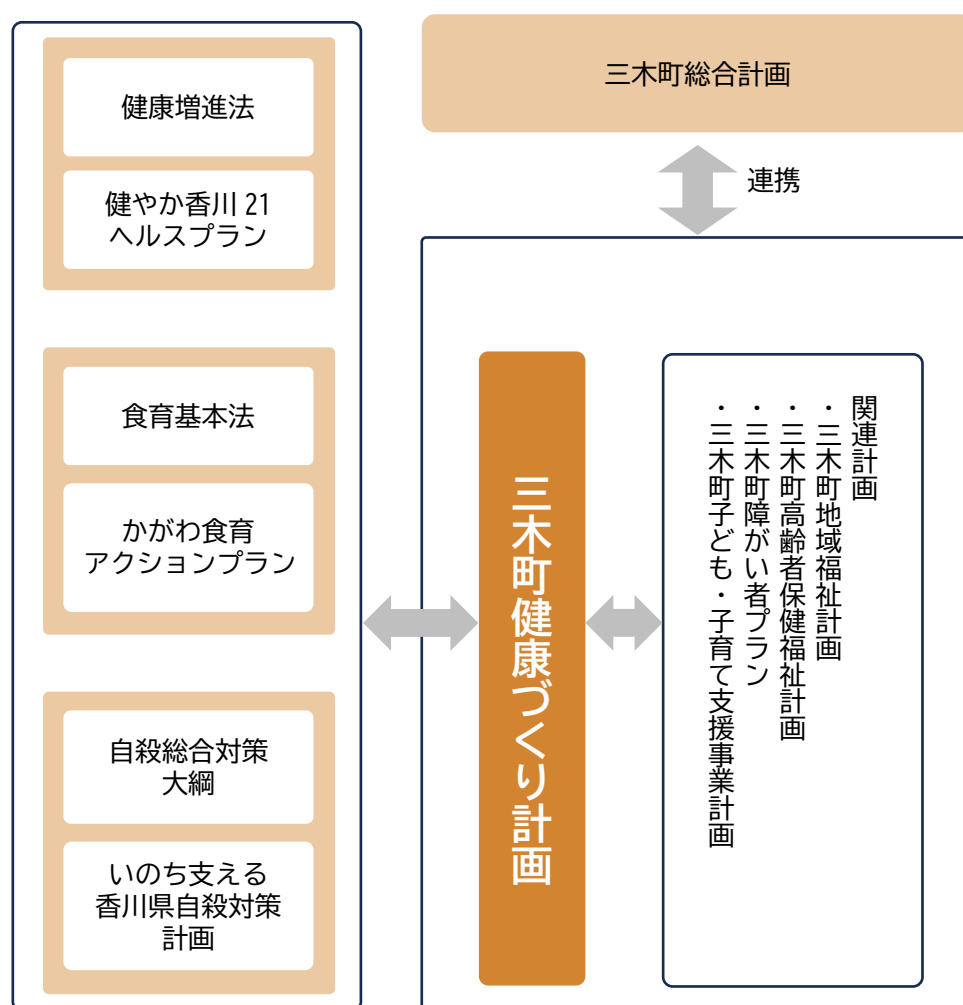 健康増進法
健やか香川 21
ヘルスプラン
食育基本法
かがわ食育
アクションプラン
自殺総合対策
大綱
いのち支える
香川県自殺対策
計画
三木町総合計画
連携
三木町健康づくり計画
関連計画
・三木町地域福祉計画
・三木町高齢者保健福祉計画
・三木町障がい者プラン
・三木町子ども・子育て支援事業計画